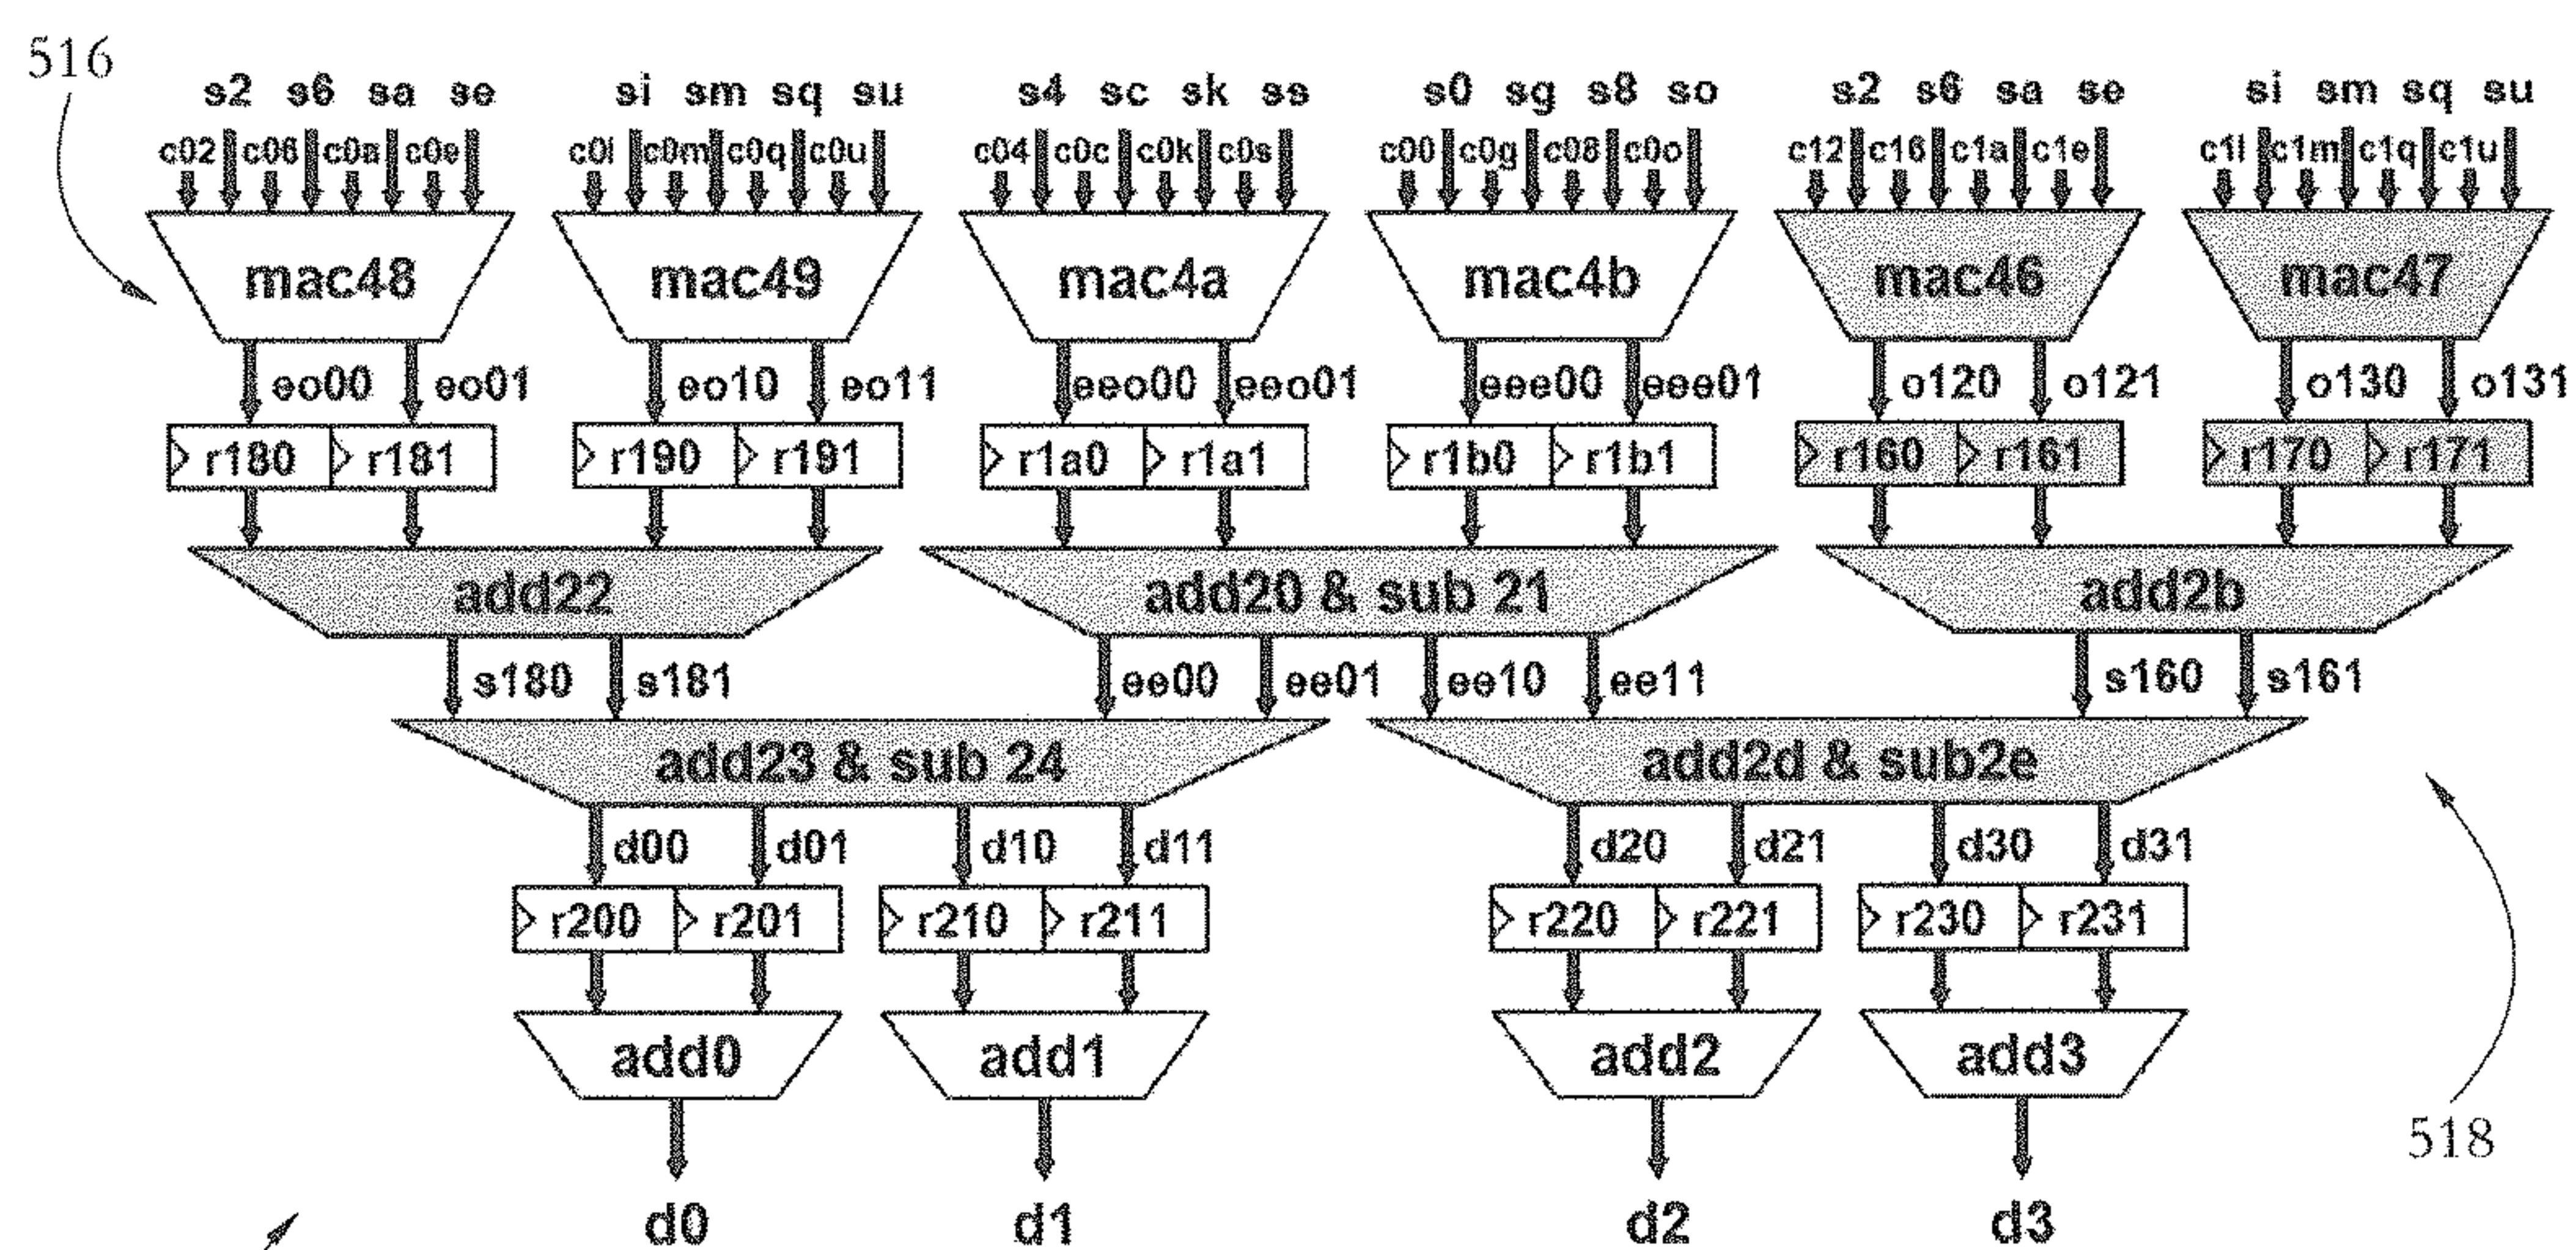 516
s2 s6 sa se si sm sq su s4 sc sk ss s0 sg s8 so s2 s6 sa se si sm sq su
c02 c06 c0a c0e c0i c0m c0q c0u c04 c0c c0k c0s c00 c0g c08 c0o c12 c16 c1a c1e c1i c1m c1q c1u
mac48 mac49 mac4a mac4b mac46 mac47
eo00 eo01 eo10 eo11 eeo00 eeo01 eee00 eee01 o120 o121 o130 o131
r180 r181 r190 r191 r1a0 r1a1 r1b0 r1b1 r160 r161 r170 r171
add22 add20 & sub 21 add2b
s180 s181 ee00 ee01 ee10 ee11 s160 s161
add23 & sub 24 add2d & sub2e
d00 d01 d10 d11 d20 d21 d30 d31
r200 r201 r210 r211 r220 r221 r230 r231
add0 add1 add2 add3
518
d0 d1 d2 d3